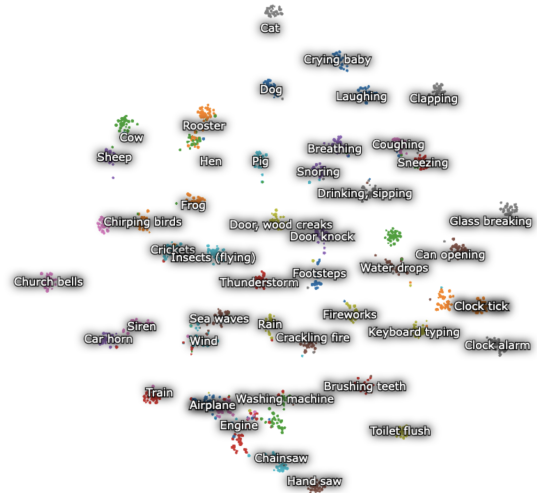 Cat
Crying baby
Dog
Laughing
Clapping
Rooster
Cow
Sheep
Hen
Pig
Breathing
Coughing
Sneezing
Snoring
Drinking, sipping
Frog
Chirping birds
Door, wood creaks
Door knock
Glass breaking
Crickets
Insects (flying)
Can opening
Water drops
Church bells
Thunderstorm
Footsteps
Clock tick
Sea waves
Siren
Rain
Fireworks
Car horn
Wind
Crackling fire
Keyboard typing
Clock alarm
Train
Airplane
Washing machine
Brushing teeth
Engine
Toilet flush
Chainsaw
Hand saw